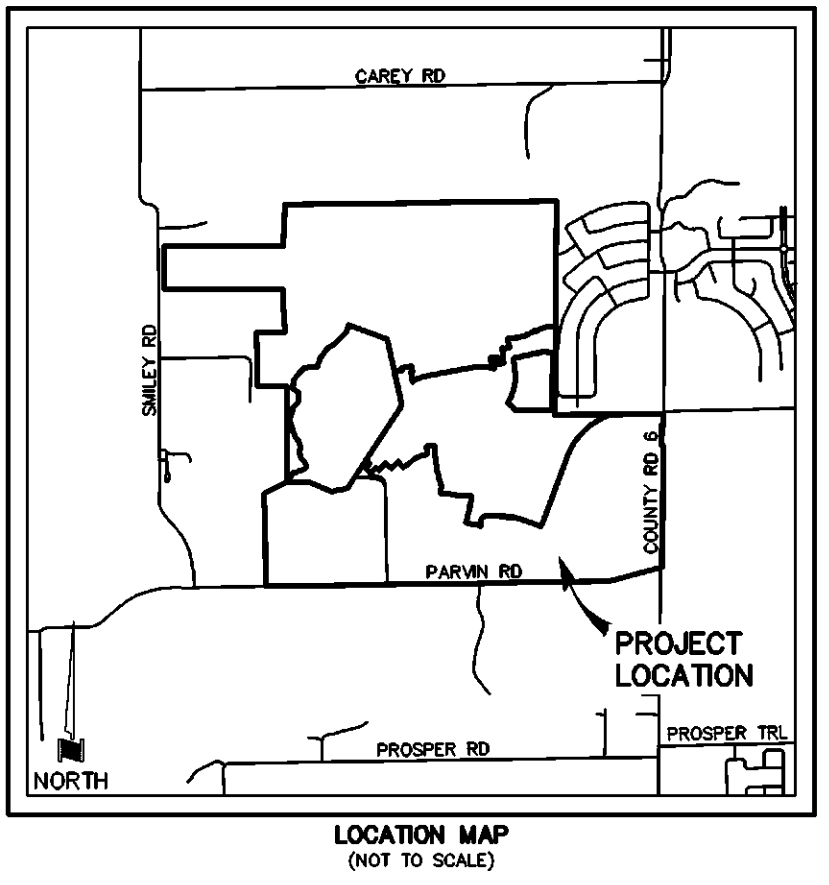 CAREY RD
SMILEY RD
COUNTY RD 6
PARVIN RD
PROJECT
LOCATION
PROSPER RD
PROSPER TRL
NORTH
LOCATION MAP
(NOT TO SCALE)